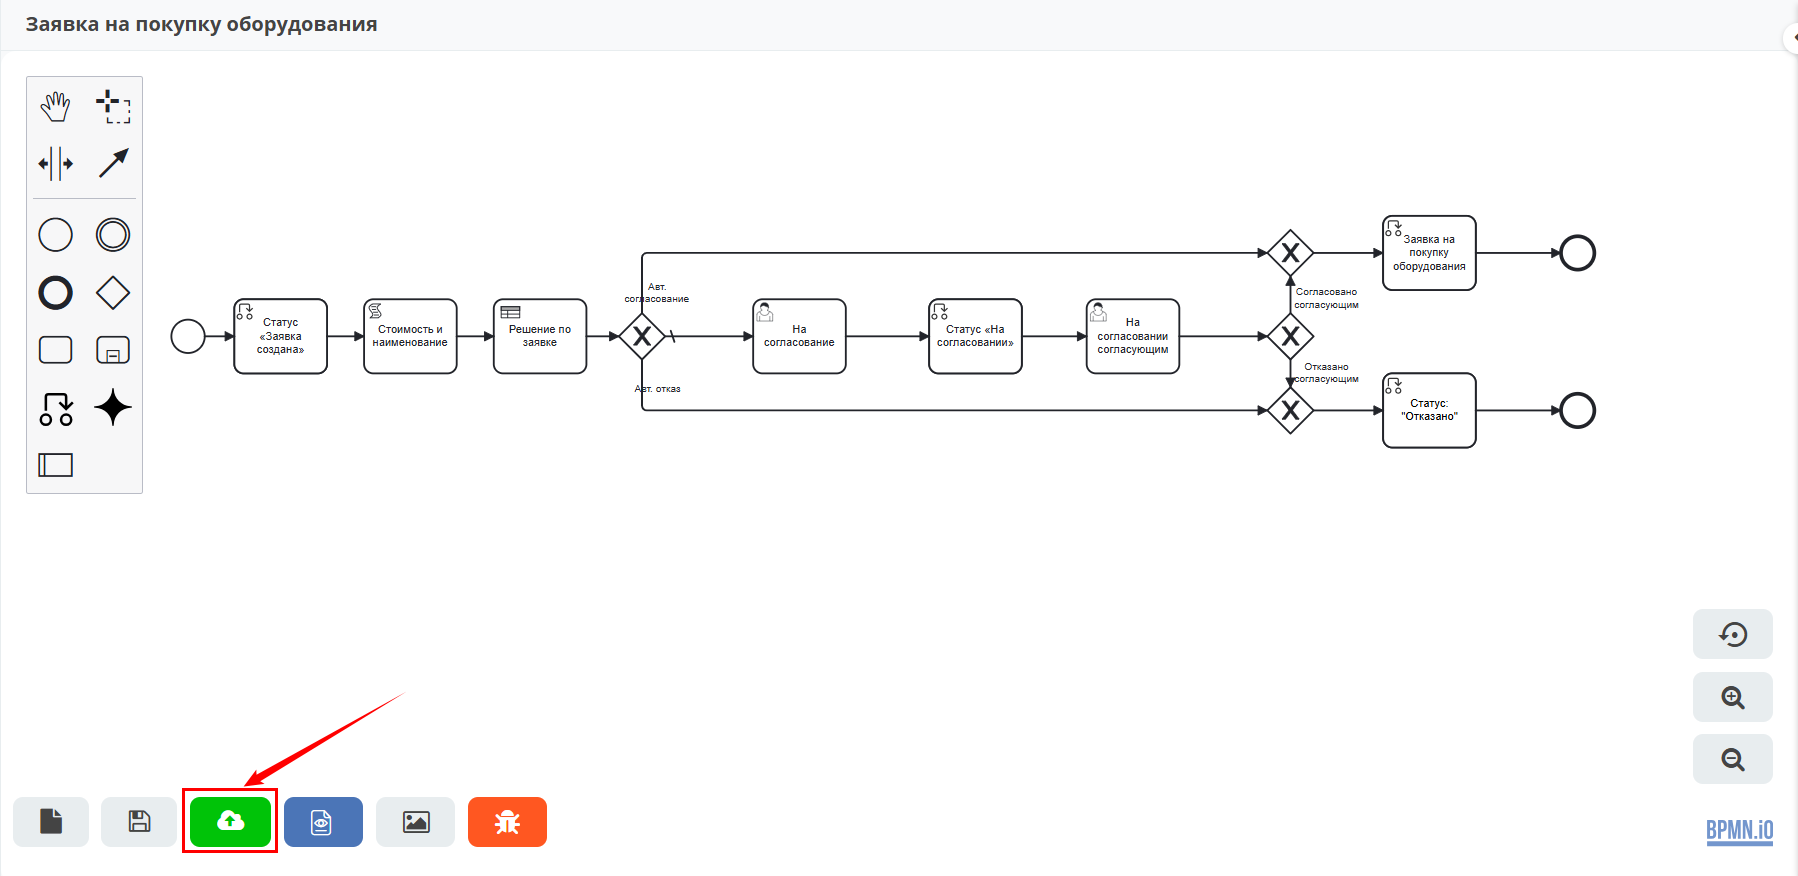 Заявка на покупку оборудования
Заявка на
покупку
оборудования
Авт.
согласование
Согласовано
согласующим
Статус
«Заявка
создана»
Стоимость и
наименование
Решение по
заявке
X
На
согласование
Статус «На
согласовании»
На
согласовании
согласующим
X
X
Отказано
согласующим
Авт. отказ
X
Статус:
"Отказано"
BPMN.iO